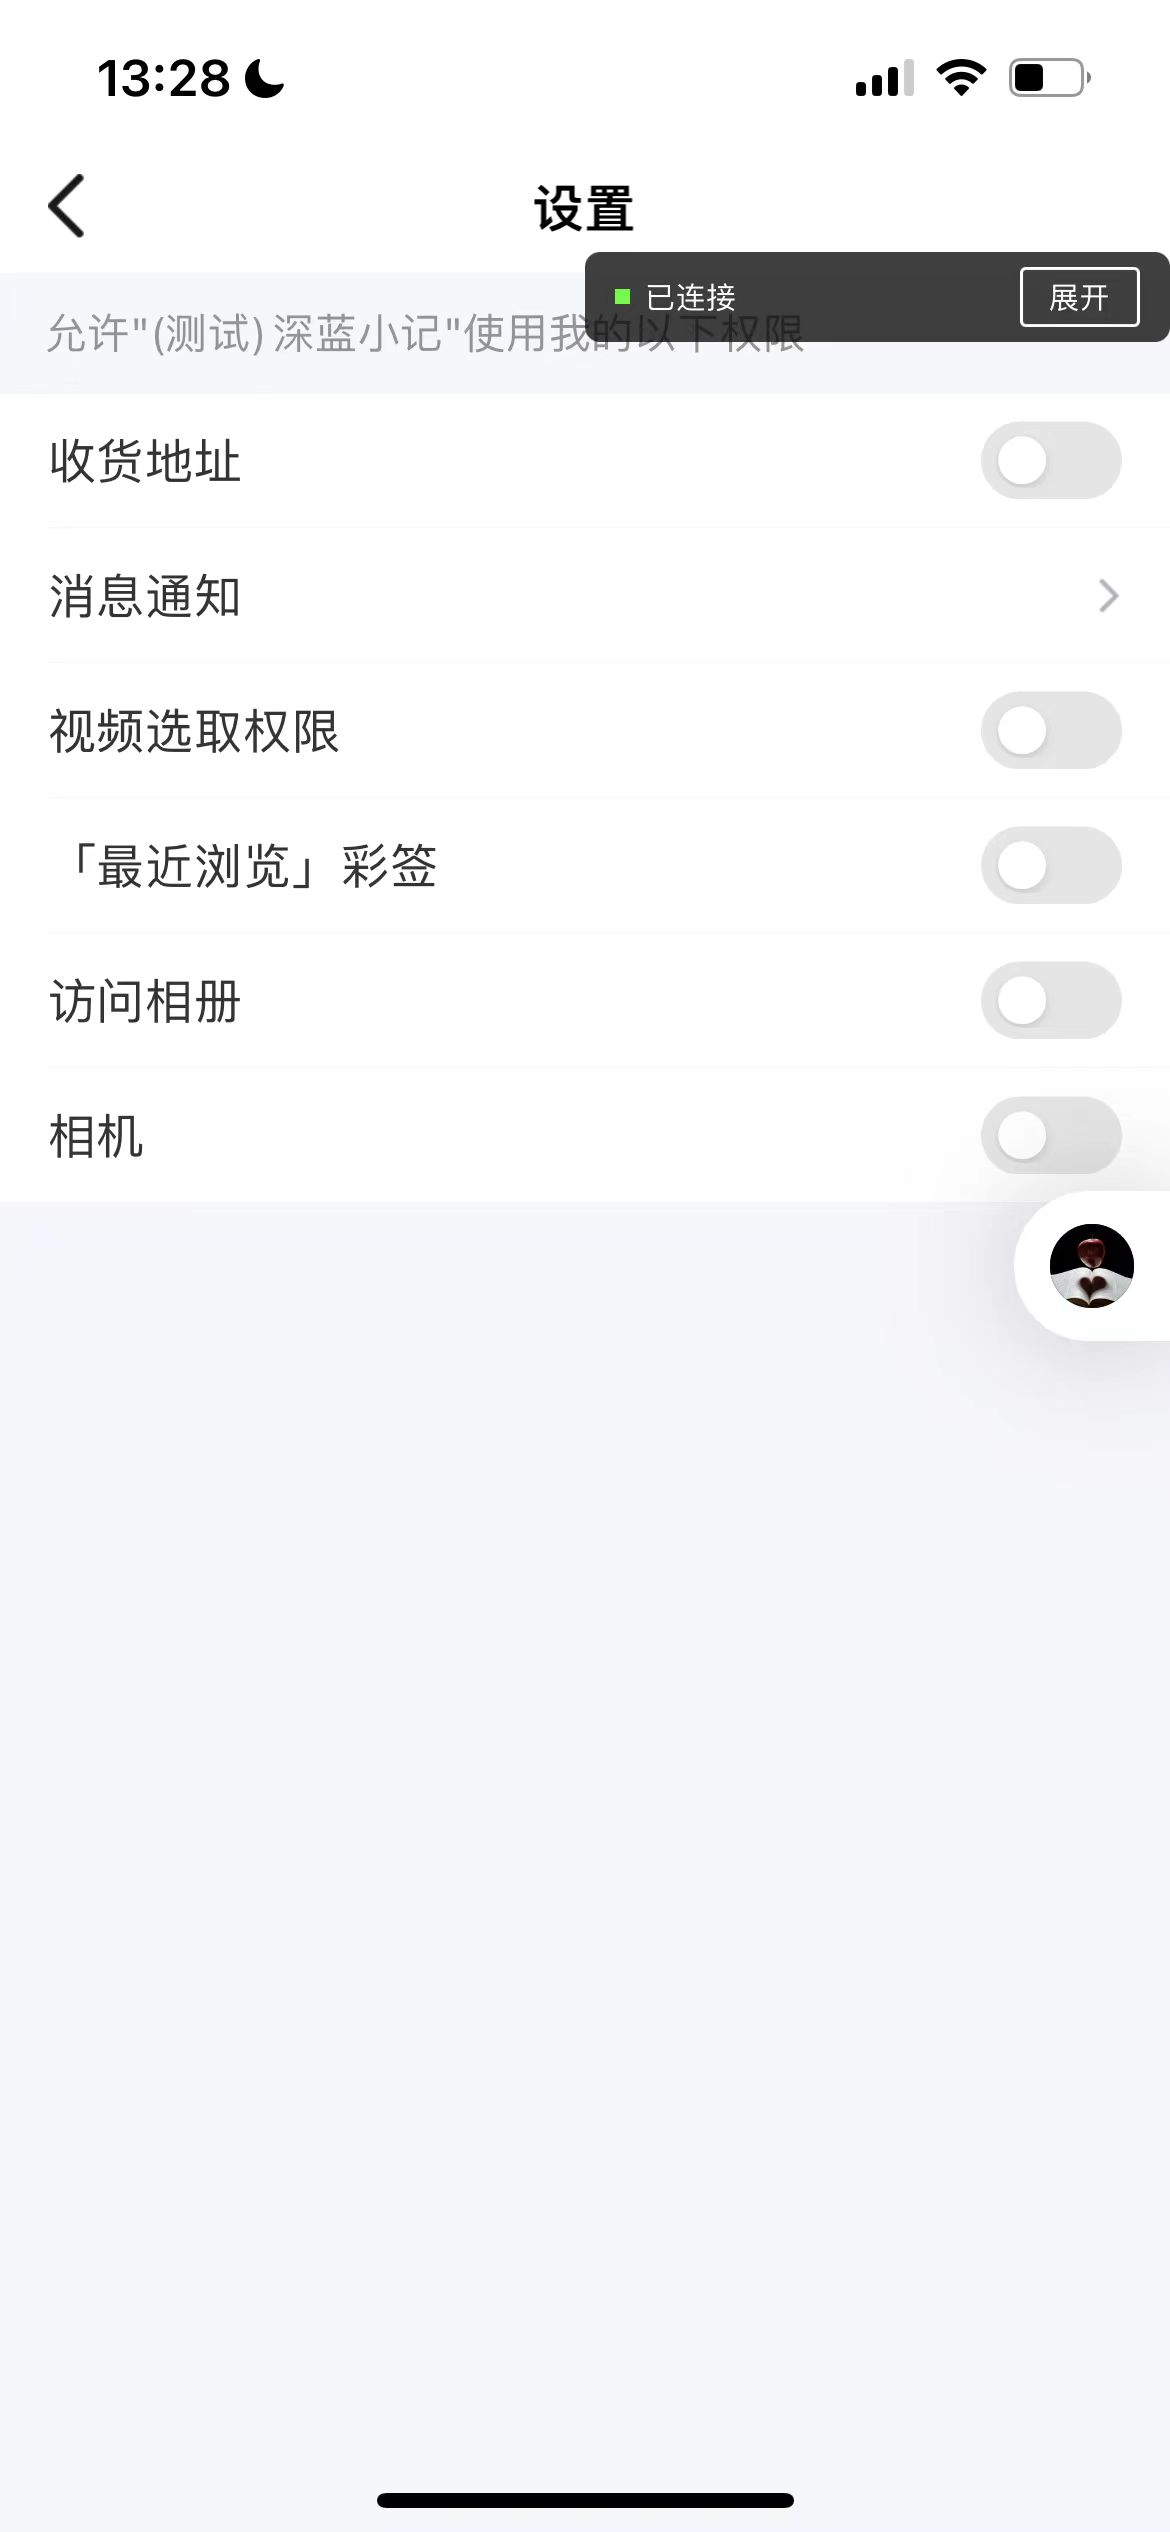 13:28
设置
已连接
展开
允许"(测试) 深蓝小记"使用我的以下权限
收货地址
消息通知
视频选取权限
「最近浏览」彩签
访问相册
相机